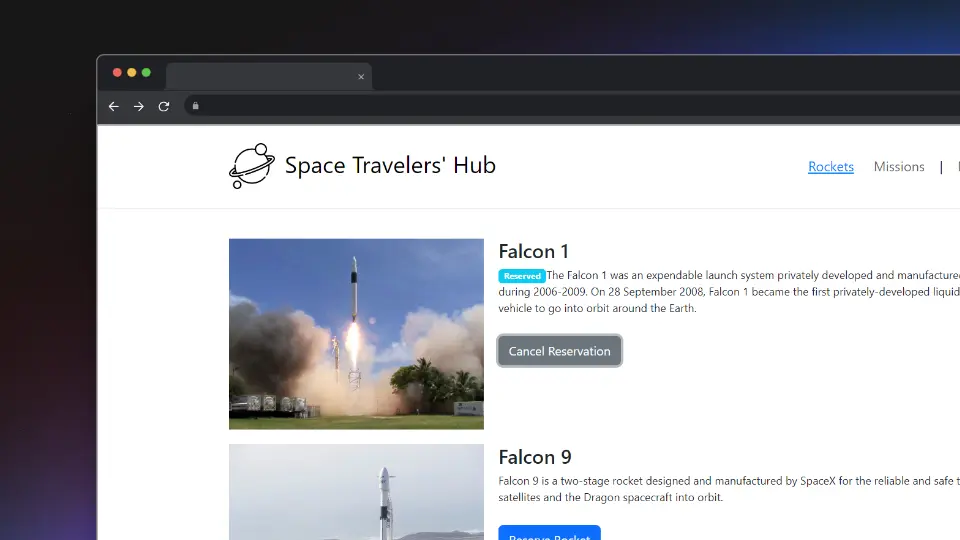 Space Travelers' Hub
Rockets Missions |
Falcon 1
Reserved The Falcon 1 was an expendable launch system privately developed and manufactured
during 2006-2009. On 28 September 2008, Falcon 1 became the first privately-developed liquid
vehicle to go into orbit around the Earth.
Cancel Reservation
Falcon 9
Falcon 9 is a two-stage rocket designed and manufactured by SpaceX for the reliable and safe
satellites and the Dragon spacecraft into orbit.
Reserve Rocket